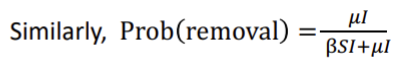 Similarly, Prob(removal) = μI / βSI+μI